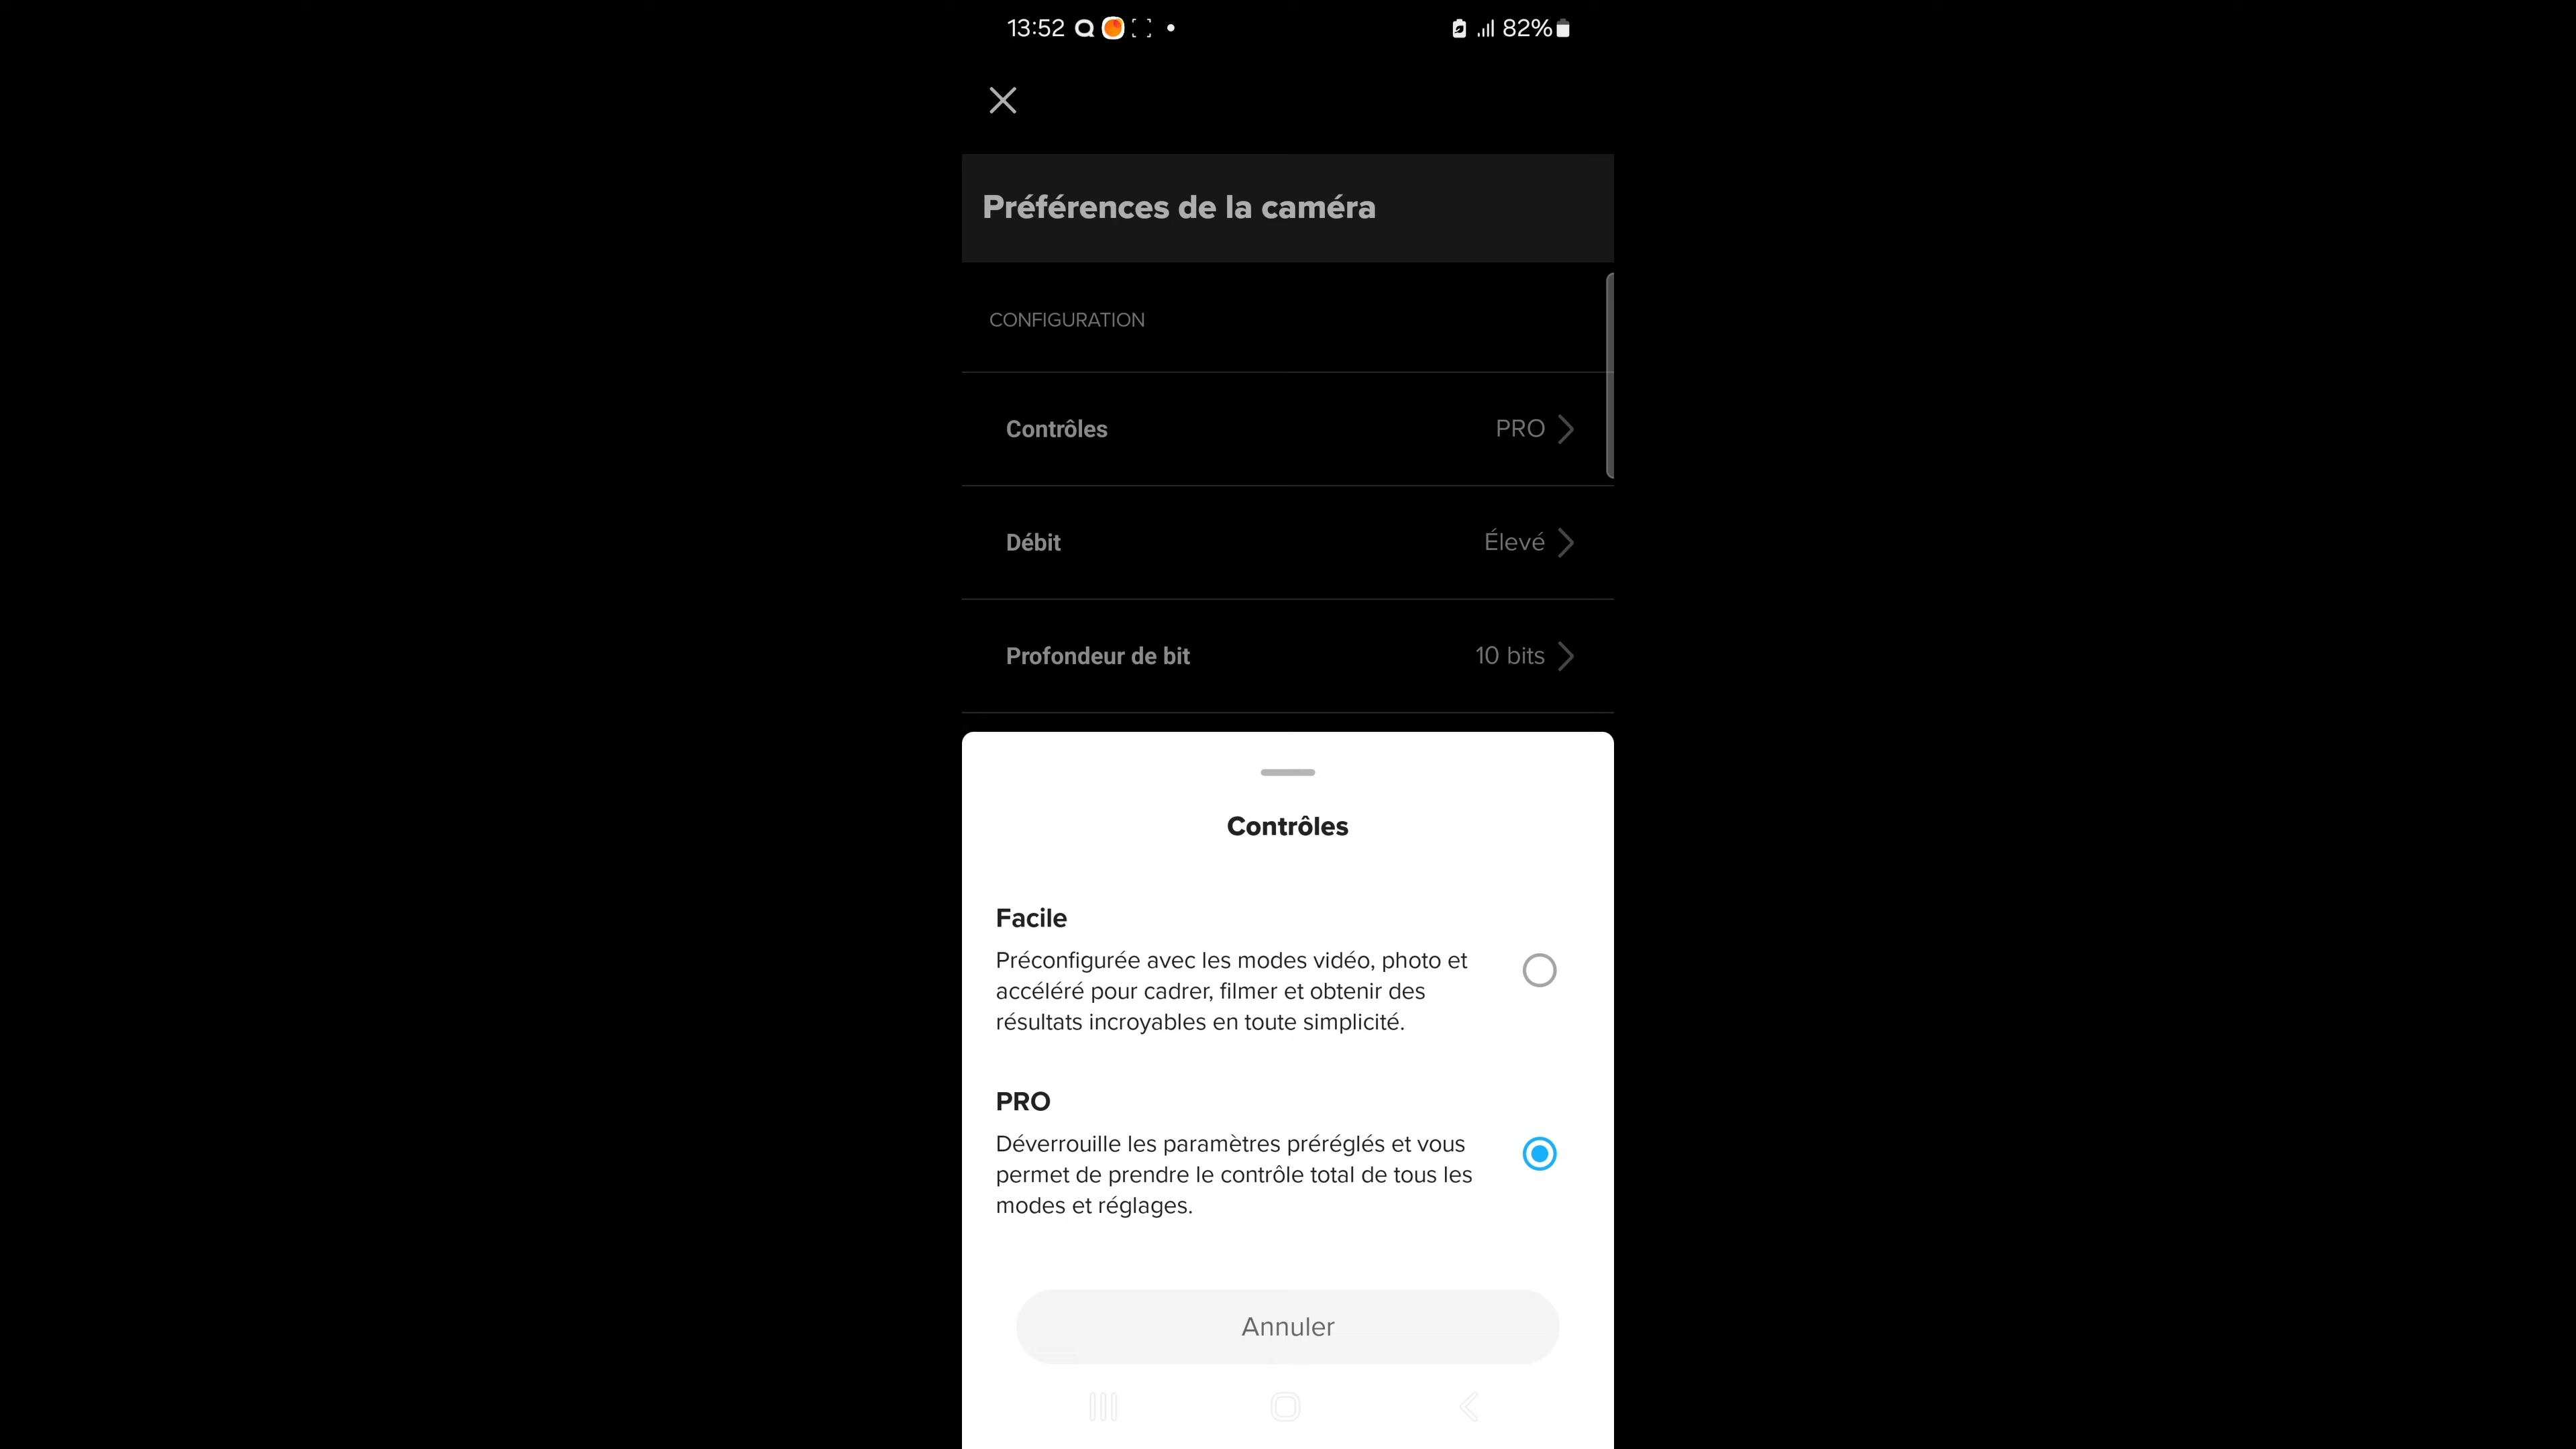 13:52
82%
Préférences de la caméra
CONFIGURATION
Contrôles PRO
Débit Élevé
Profondeur de bit 10 bits
Contrôles
Facile
Préconfigurée avec les modes vidéo, photo et
accéléré pour cadrer, filmer et obtenir des
résultats incroyables en toute simplicité.
PRO
Déverrouille les paramètres préréglés et vous
permet de prendre le contrôle total de tous les
modes et réglages.
Annuler